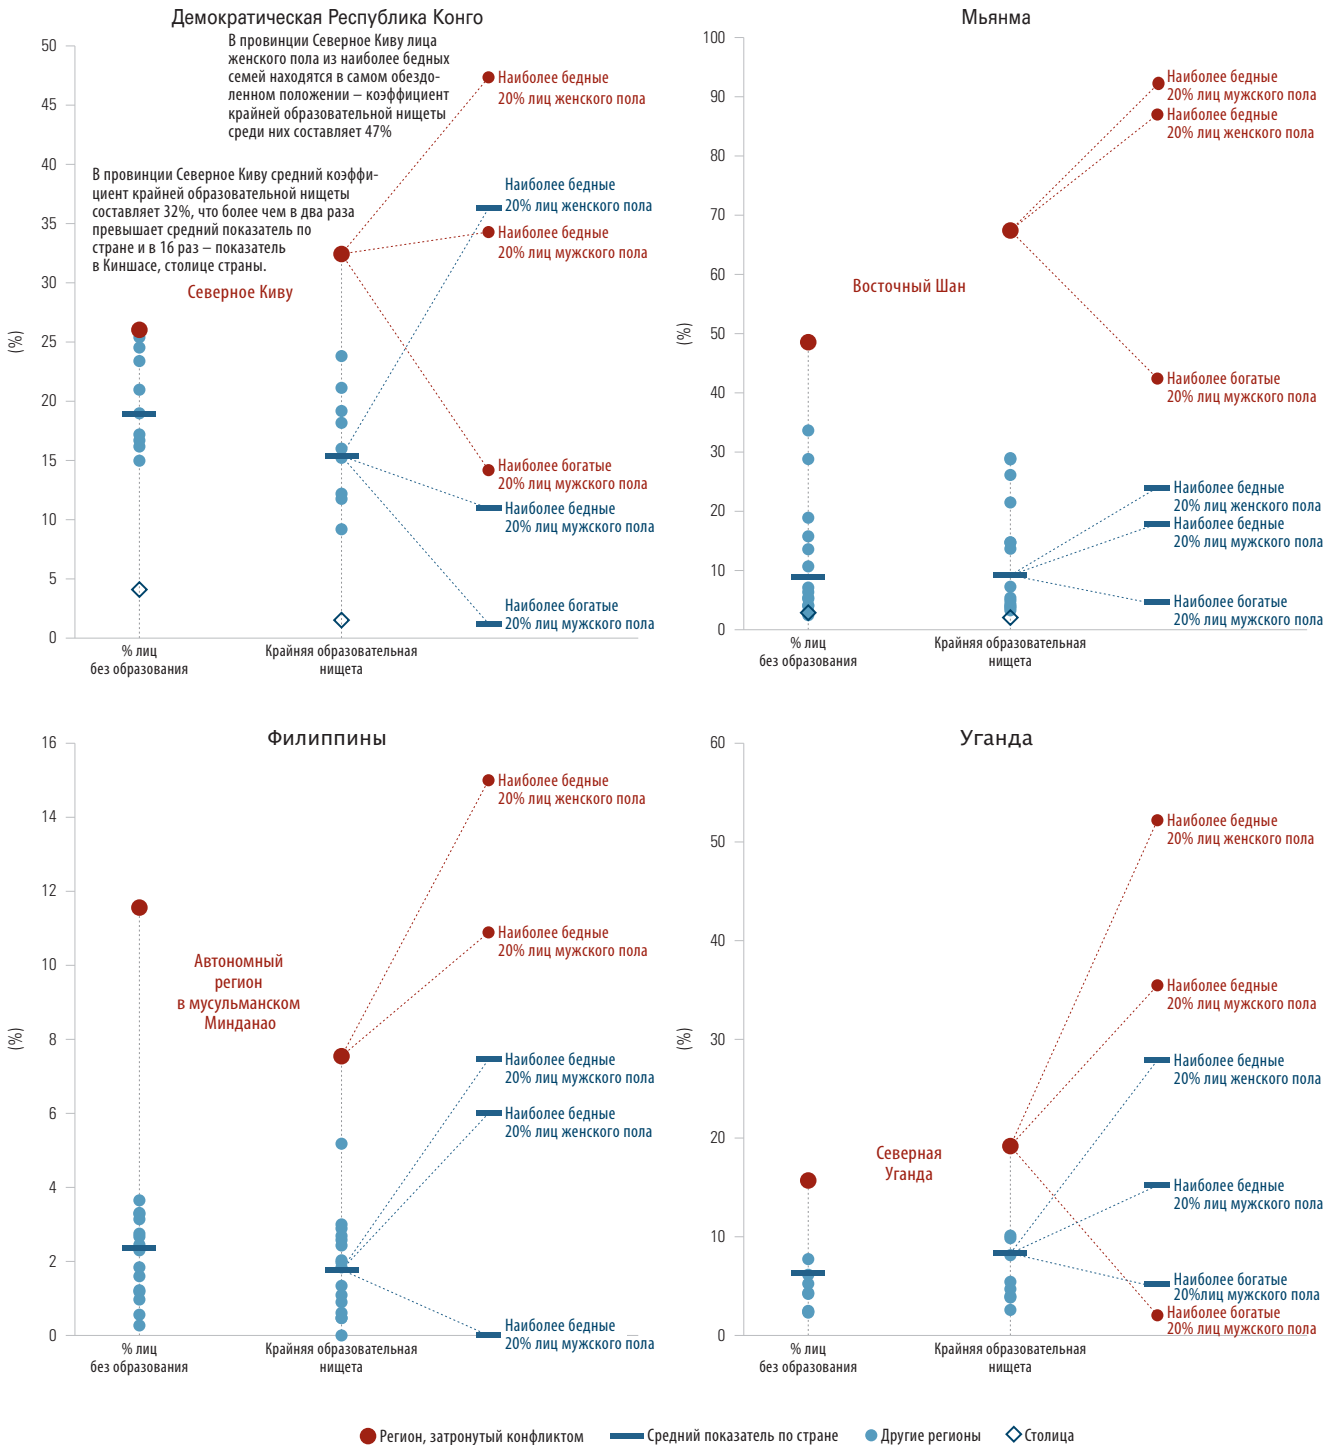 Демократическая Республика Конго
50
45
40
35
30
25
20
15
10
5
0
(%)
В провинции Северное Киву лица
женского пола из наиболее бедных
семей находятся в самом обездо-
ленном положении – коэффициент
крайней образовательной нищеты
среди них составляет 47%
В провинции Северное Киву средний коэффи-
циент крайней образовательной нищеты
составляет 32%, что более чем в два раза
превышает средний показатель по
стране и в 16 раз – показатель
в Киншасе, столице страны.
Северное Киву
Наиболее бедные
20% лиц женского пола
Наиболее бедные
20% лиц женского пола
Наиболее бедные
20% лиц мужского пола
Наиболее богатые
20% лиц мужского пола
Наиболее бедные
20% лиц мужского пола
Наиболее богатые
20% лиц мужского пола
% лиц
без образования
Крайняя образовательная
нищета
Мьянма
100
90
80
70
60
50
40
30
20
10
0
(%)
Восточный Шан
Наиболее бедные
20% лиц мужского пола
Наиболее бедные
20% лиц женского пола
Наиболее богатые
20% лиц мужского пола
Наиболее бедные
20% лиц женского пола
Наиболее бедные
20% лиц мужского пола
Наиболее богатые
20% лиц мужского пола
% лиц
без образования
Крайняя образовательная
нищета
Филиппины
16
14
12
10
8
6
4
2
0
(%)
Автономный
регион
в мусульманском
Минданао
Наиболее бедные
20% лиц женского пола
Наиболее бедные
20% лиц мужского пола
Наиболее бедные
20% лиц мужского пола
Наиболее бедные
20% лиц женского пола
Наиболее бедные
20% лиц мужского пола
% лиц
без образования
Крайняя образовательная
нищета
Уганда
60
50
40
30
20
10
0
(%)
Северная
Уганда
Наиболее бедные
20% лиц женского пола
Наиболее бедные
20% лиц мужского пола
Наиболее бедные
20% лиц женского пола
Наиболее бедные
20% лиц мужского пола
Наиболее богатые
20%лиц мужского пола
Наиболее богатые
20% лиц мужского пола
% лиц
без образования
Крайняя образовательная
нищета
Регион, затронутый конфликтом
Средний показатель по стране
Другие регионы
Столица